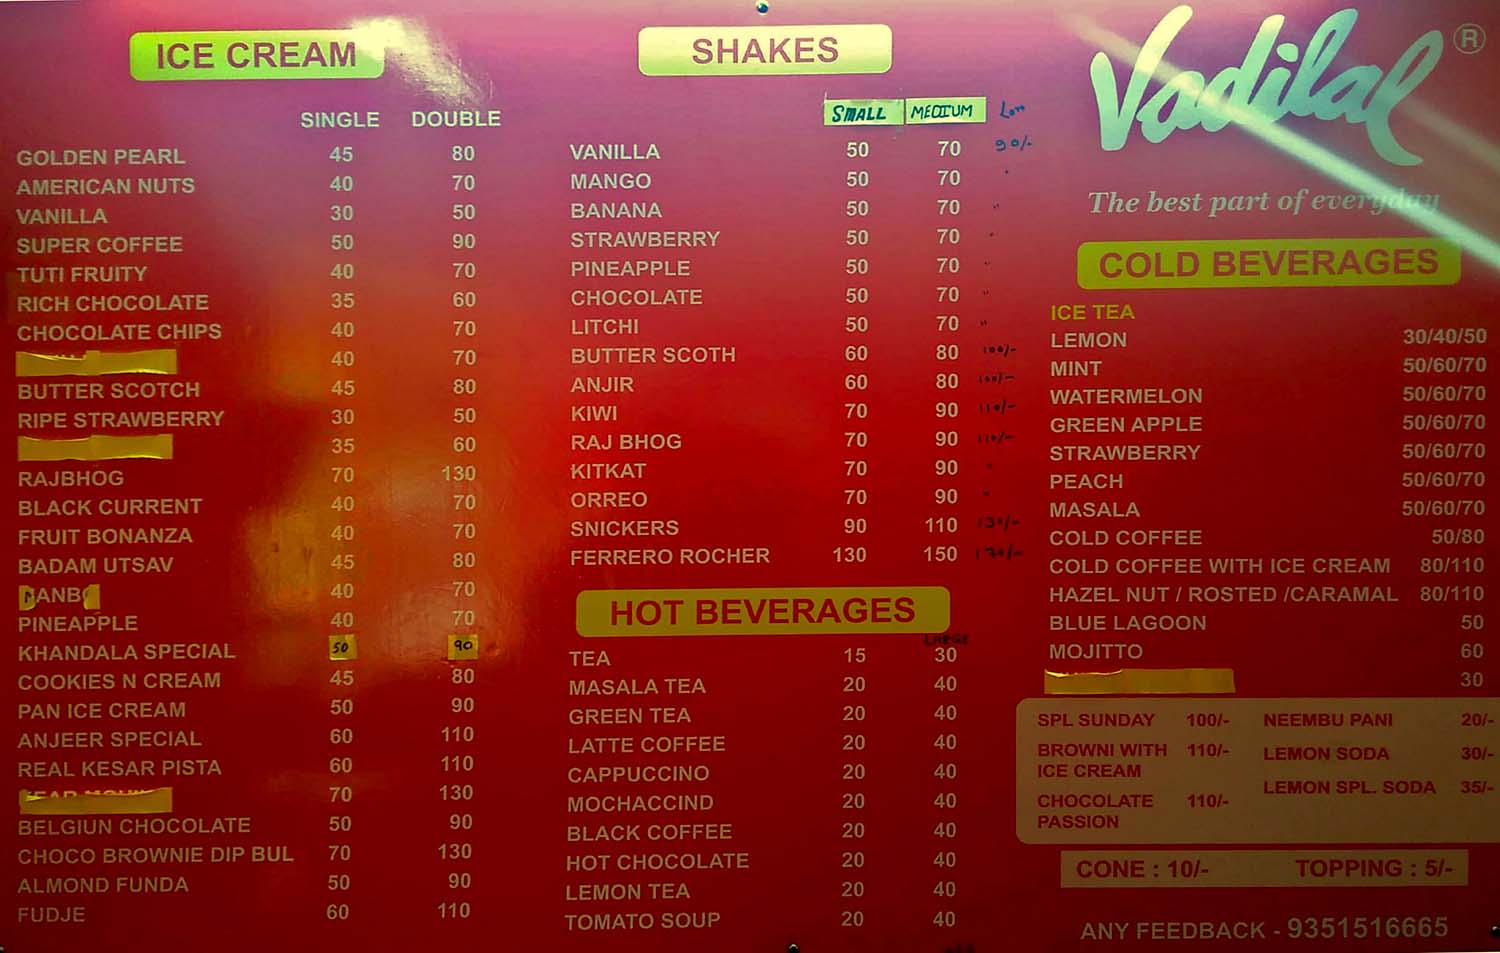 ICE CREAM
SINGLE DOUBLE
GOLDEN PEARL 45 80
AMERICAN NUTS 40 70
VANILLA 30 50
SUPER COFFEE 50 90
TUTI FRUITY 40 70
RICH CHOCOLATE 35 60
CHOCOLATE CHIPS 40 70
40 70
BUTTER SCOTCH 45 80
RIPE STRAWBERRY 30 50
35 60
RAJBHOG 70 130
BLACK CURRENT 40 70
FRUIT BONANZA 40 70
BADAM UTSAV 45 80
40 70
PINEAPPLE 40 70
KHANDALA SPECIAL 50 90
COOKIES N CREAM 45 80
PAN ICE CREAM 50 90
ANJEER SPECIAL 60 110
REAL KESAR PISTA 60 110
70 130
BELGIUN CHOCOLATE 50 90
CHOCO BROWNIE DIP BUL 70 130
ALMOND FUNDA 50 90
FUDJE 60 110
SHAKES
SMALL MEDIUM
VANILLA 50 70 90/-
MANGO 50 70
BANANA 50 70 "
STRAWBERRY 50 70 "
PINEAPPLE 50 70 "
CHOCOLATE 50 70 "
LITCHI 50 70 "
BUTTER SCOTH 60 80 100/-
ANJIR 60 80 100/-
KIWI 70 90 110/-
RAJ BHOG 70 90 110/-
KITKAT 70 90 "
ORREO 70 90 "
SNICKERS 90 110 130/-
FERRERO ROCHER 130 150 170/-
HOT BEVERAGES
LARGE
TEA 15 30
MASALA TEA 20 40
GREEN TEA 20 40
LATTE COFFEE 20 40
CAPPUCCINO 20 40
MOCHACCIND 20 40
BLACK COFFEE 20 40
HOT CHOCOLATE 20 40
LEMON TEA 20 40
TOMATO SOUP 20 40
Vadilal ®
The best part of everyday
COLD BEVERAGES
ICE TEA
LEMON 30/40/50
MINT 50/60/70
WATERMELON 50/60/70
GREEN APPLE 50/60/70
STRAWBERRY 50/60/70
PEACH 50/60/70
MASALA 50/60/70
COLD COFFEE 50/80
COLD COFFEE WITH ICE CREAM 80/110
HAZEL NUT / ROSTED /CARAMAL 80/110
BLUE LAGOON 50
MOJITTO 60
30
SPL SUNDAY 100/-
BROWNI WITH 110/-
ICE CREAM
CHOCOLATE 110/-
PASSION
NEEMBU PANI 20/-
LEMON SODA 30/-
LEMON SPL. SODA 35/-
CONE : 10/- TOPPING : 5/-
ANY FEEDBACK - 9351516665